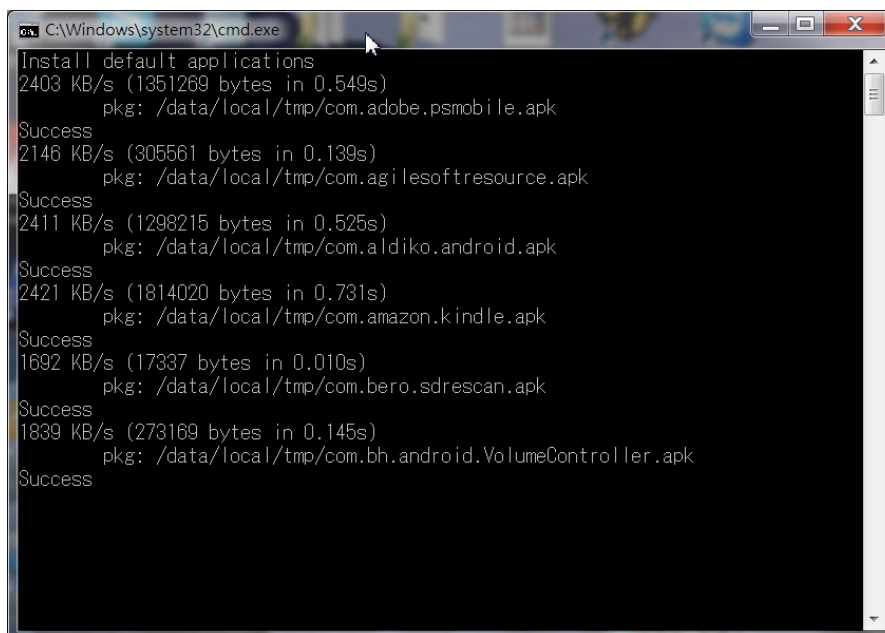 C:\Windows\system32\cmd.exe
Install default applications
2403 KB/s (1351269 bytes in 0.549s)
pkg: /data/local/tmp/com.adobe.psmobile.apk
Success
2146 KB/s (305561 bytes in 0.139s)
pkg: /data/local/tmp/com.agilesoftresource.apk
Success
2411 KB/s (1298215 bytes in 0.525s)
pkg: /data/local/tmp/com.aldiko.android.apk
Success
2421 KB/s (1814020 bytes in 0.731s)
pkg: /data/local/tmp/com.amazon.kindle.apk
Success
1692 KB/s (17337 bytes in 0.010s)
pkg: /data/local/tmp/com.bero.sdrescan.apk
Success
1839 KB/s (273169 bytes in 0.145s)
pkg: /data/local/tmp/com.bh.android.VolumeController.apk
Success